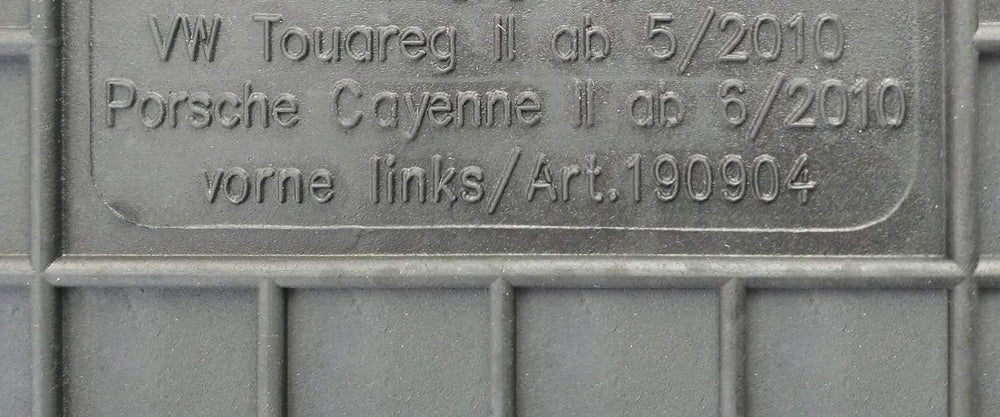 VW Touareg II ab 5/2010
Porsche Cayenne II ab 6/2010
vorne links/Art.190904